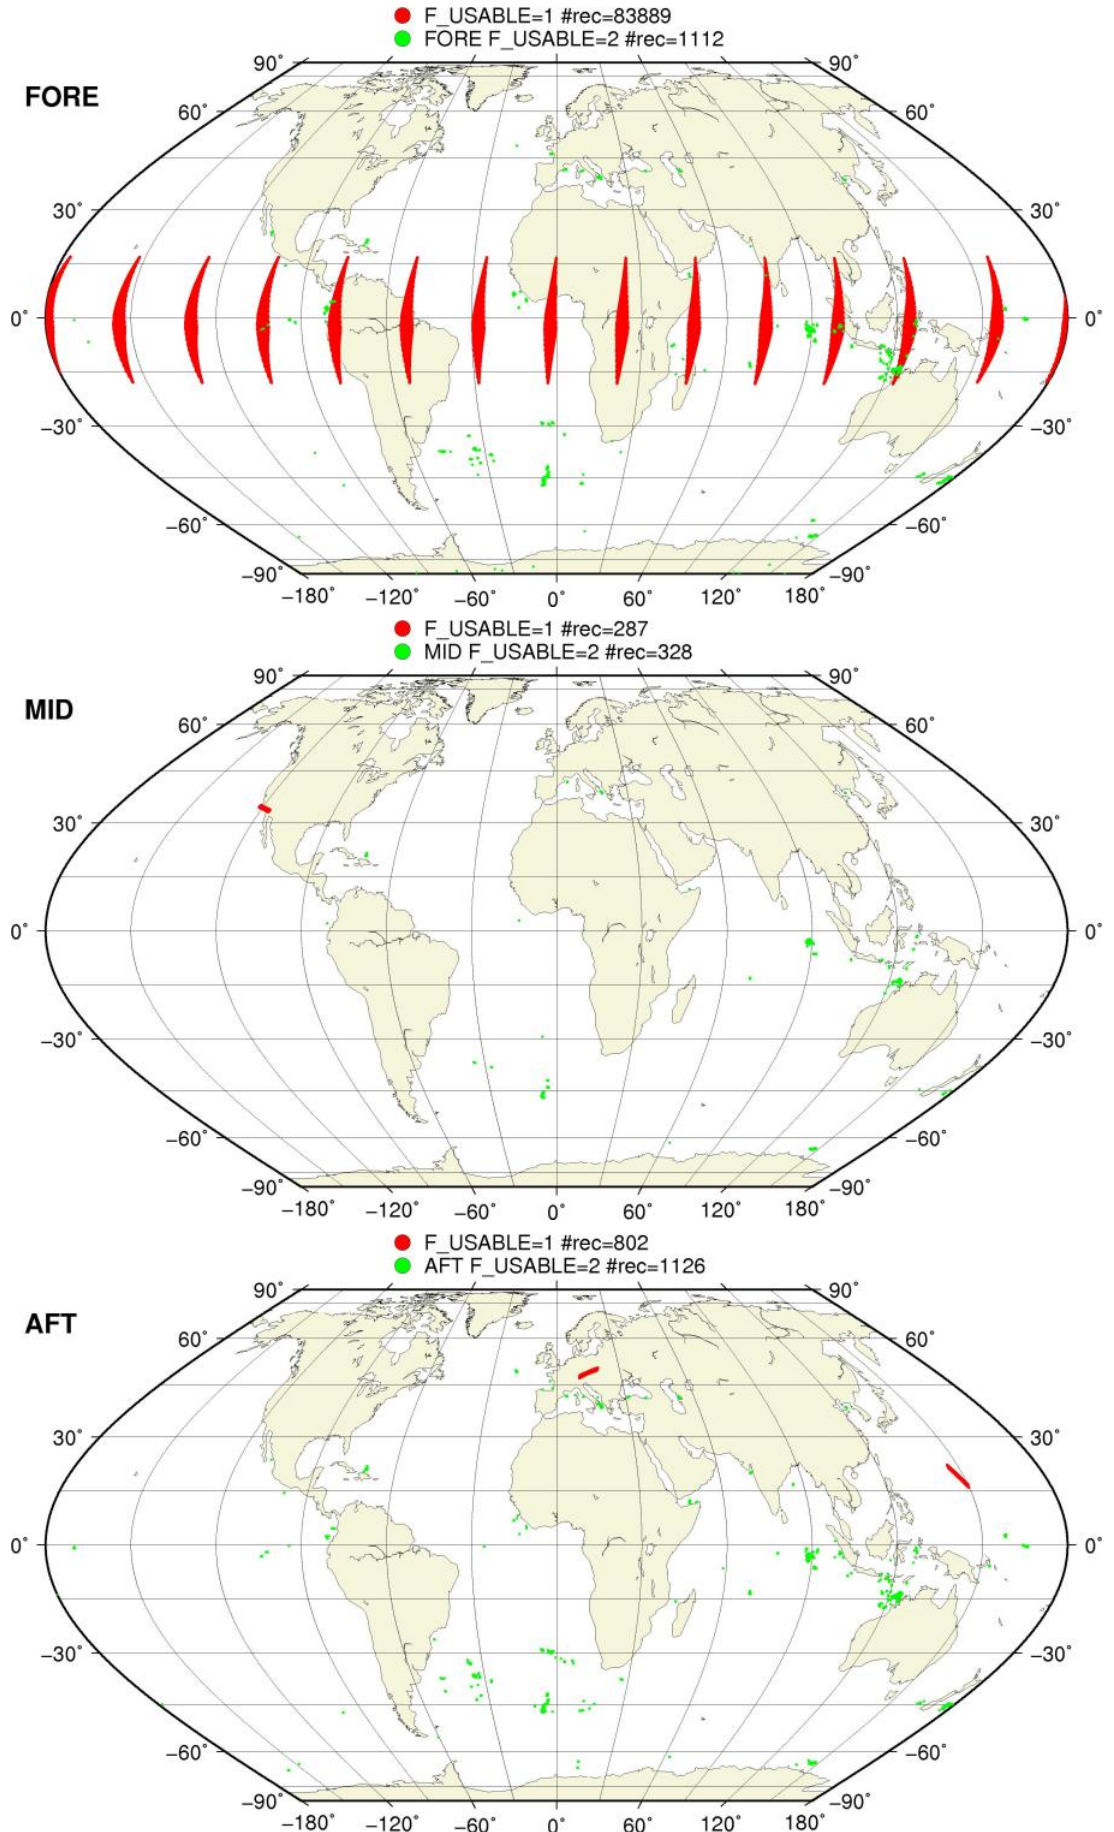 F_USABLE=1 #rec=83889
FORE F_USABLE=2 #rec=1112
FORE
90° 90°
60° 60°
30° 30°
0° 0°
−30° −30°
−60° −60°
−90° −90°
−180° −120° −60° 0° 60° 120° 180°
F_USABLE=1 #rec=287
MID F_USABLE=2 #rec=328
MID
90° 90°
60° 60°
30° 30°
0° 0°
−30° −30°
−60° −60°
−90° −90°
−180° −120° −60° 0° 60° 120° 180°
F_USABLE=1 #rec=802
AFT F_USABLE=2 #rec=1126
AFT
90° 90°
60° 60°
30° 30°
0° 0°
−30° −30°
−60° −60°
−90° −90°
−180° −120° −60° 0° 60° 120° 180°